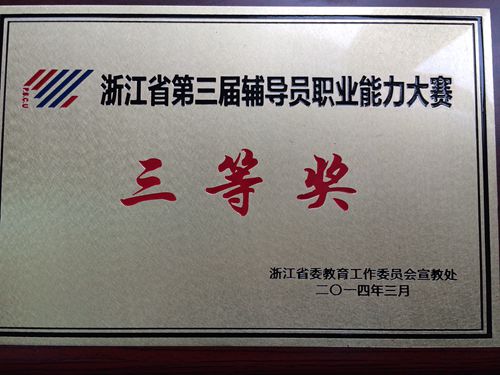 浙江省第三届辅导员职业能力大赛
P.S.C.U
三等奖
浙江省委教育工作委员会宣教处
二〇一四年三月